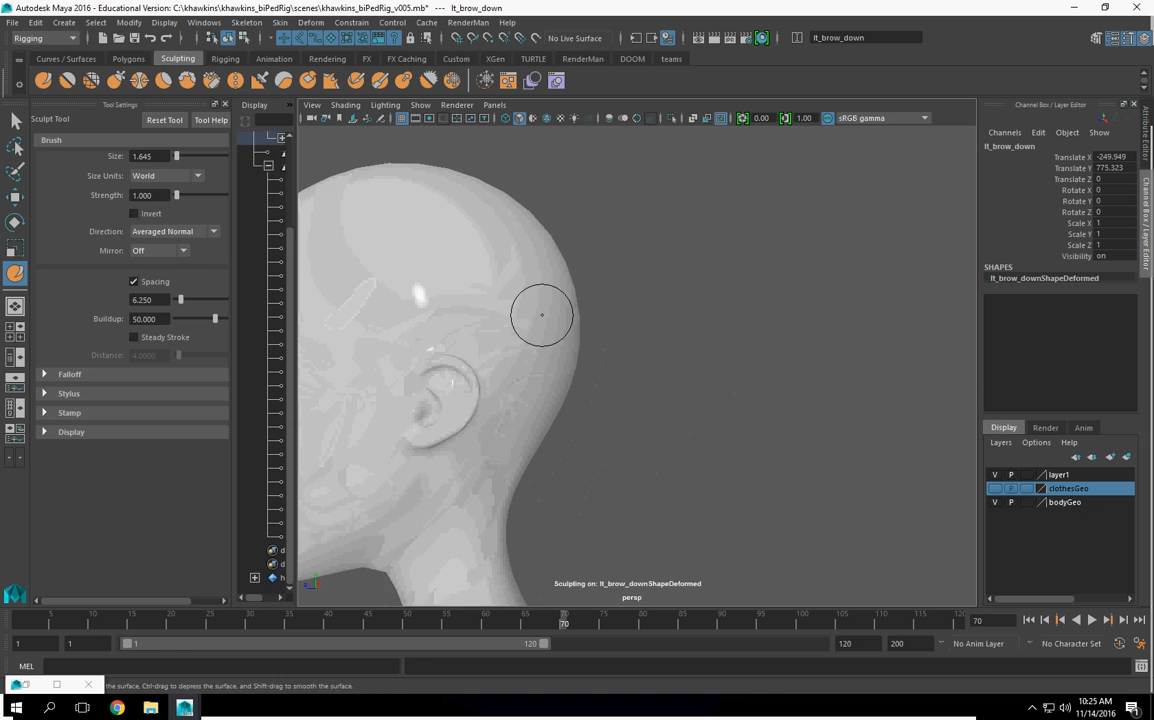 Autodesk Maya 2016 - Educational Version: C:\khawkins\khawkins_biPedRig\scenes\khawkins_biPedRig_v005.mb* --- lt_brow_down
File Edit Create Select Modify Display Windows Skeleton Skin Deform Constrain Control Cache RenderMan Help
Rigging No Live Surface lt_brow_down
Curves / Surfaces Polygons Sculpting Rigging Animation Rendering FX FX Caching Custom XGen TURTLE RenderMan DOOM teams
Tool Settings
Sculpt Tool Reset Tool Tool Help
Brush
Size: 1.645
Size Units: World
Strength: 1.000
Invert
Direction: Averaged Normal
Mirror: Off
Spacing
6.250
Buildup: 50.000
Steady Stroke
Distance: 4.0000
Falloff
Stylus
Stamp
Display
Display
d
d
h
View Shading Lighting Show Renderer Panels
0.00 1.00 sRGB gamma
Sculpting on: lt_brow_downShapeDeformed
persp
Channel Box / Layer Editor
Channels Edit Object Show
lt_brow_down
Translate X -249.949
Translate Y 775.323
Translate Z 0
Rotate X 0
Rotate Y 0
Rotate Z 0
Scale X 1
Scale Y 1
Scale Z 1
Visibility on
SHAPES
lt_brow_downShapeDeformed
Attribute Editor
Channel Box / Layer Editor
Display Render Anim
Layers Options Help
V P layer1
P clothesGeo
V P bodyGeo
5 10 15 20 25 30 35 40 45 50 55 60 65 70 75 80 85 90 95 100 105 110 115 120
70
70
1 1 1 120 120 200 No Anim Layer No Character Set
MEL
the surface, Ctrl-drag to depress the surface, and Shift-drag to smooth the surface.
10:25 AM
11/14/2016
1